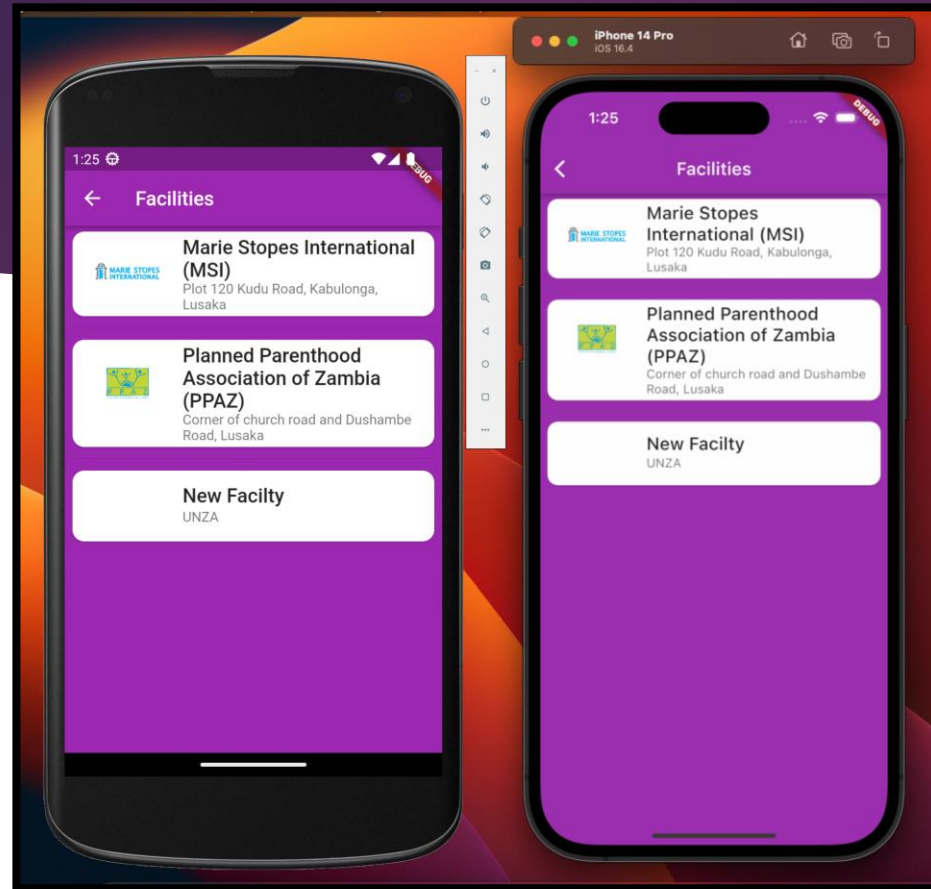 1:25
DEBUG
Facilities
MARIE STOPES
INTERNATIONAL
Marie Stopes International
(MSI)
Plot 120 Kudu Road, Kabulonga,
Lusaka
Planned Parenthood
Association of Zambia
(PPAZ)
Corner of church road and Dushambe
Road, Lusaka
New Facilty
UNZA
iPhone 14 Pro
iOS 16.4
1:25
DEBUG
Facilities
MARIE STOPES
INTERNATIONAL
Marie Stopes
International (MSI)
Plot 120 Kudu Road, Kabulonga,
Lusaka
Planned Parenthood
Association of Zambia
(PPAZ)
Corner of church road and Dushambe
Road, Lusaka
New Facilty
UNZA